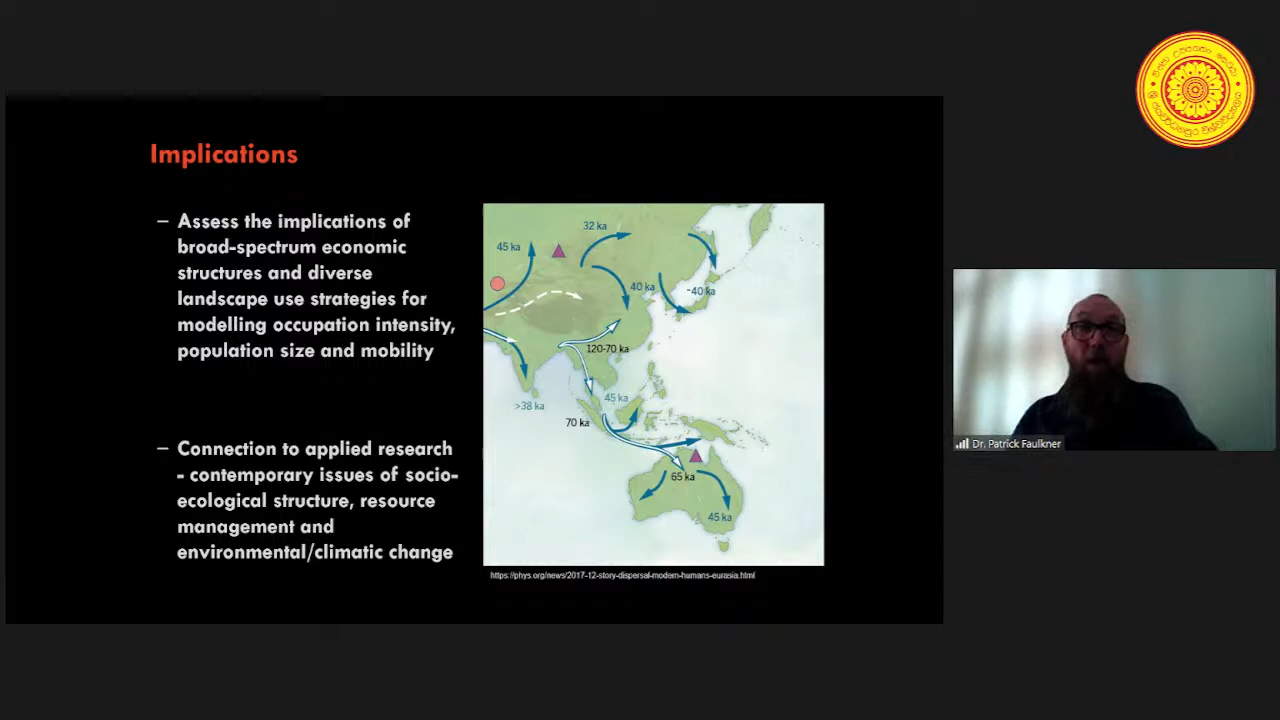 Implications
– Assess the implications of
broad-spectrum economic
structures and diverse
landscape use strategies for
modelling occupation intensity,
population size and mobility
– Connection to applied research
- contemporary issues of socio-
ecological structure, resource
management and
environmental/climatic change
32 ka
45 ka
40 ka
~40 ka
120-70 ka
>38 ka
45 ka
70 ka
65 ka
45 ka
https://phys.org/news/2017-12-story-dispersal-modern-humans-eurasia.html
Dr. Patrick Faulkner